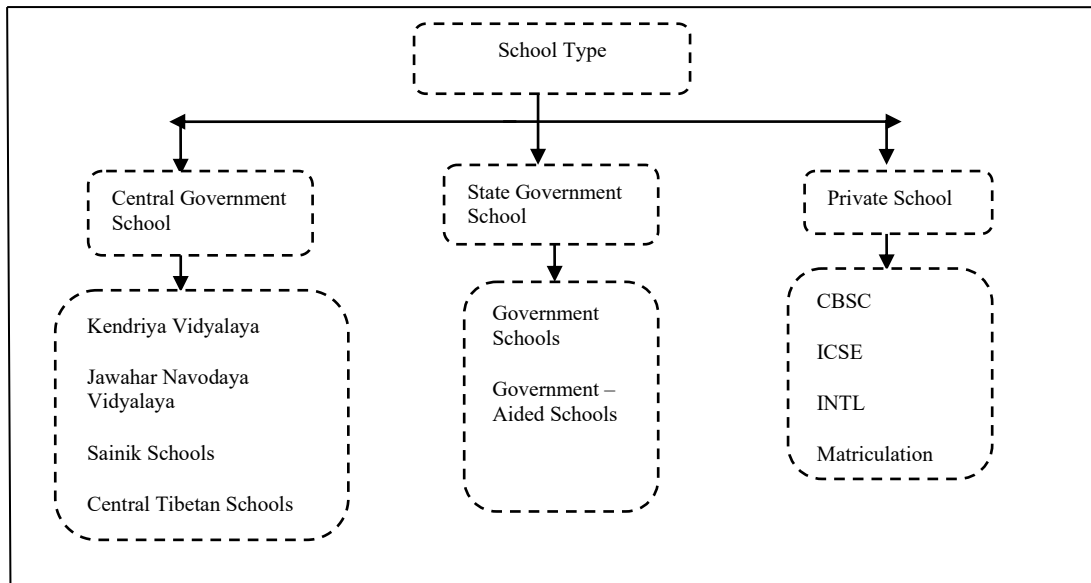 School Type
Central Government
School
State Government
School
Private School
Kendriya Vidyalaya
Jawahar Navodaya
Vidyalaya
Sainik Schools
Central Tibetan Schools
Government
Schools
Government –
Aided Schools
CBSC
ICSE
INTL
Matriculation